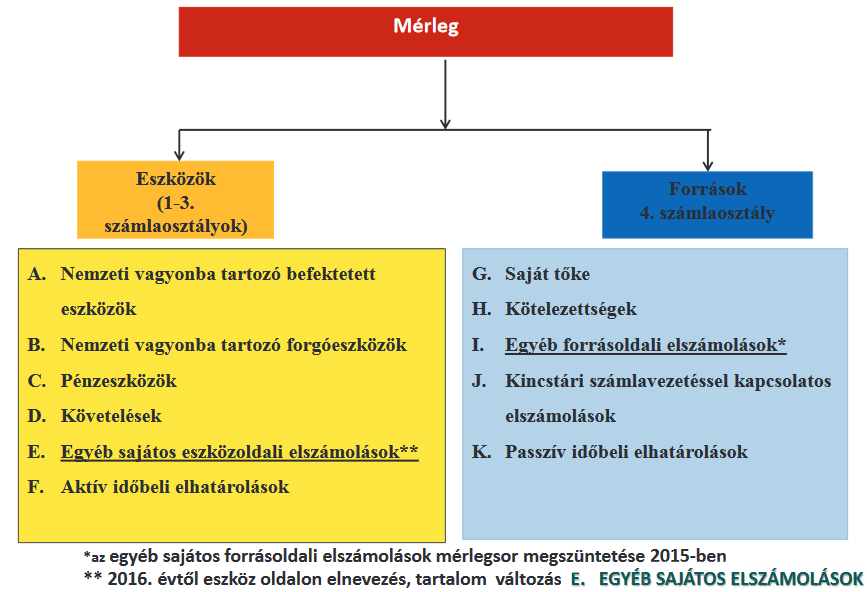 Mérleg
Eszközök
(1-3.
számlaosztályok)
Források
4. számlaosztály
A. Nemzeti vagyonba tartozó befektetett
eszközök
B. Nemzeti vagyonba tartozó forgóeszközök
C. Pénzeszközök
D. Követelések
E. Egyéb sajátos eszközoldali elszámolások**
F. Aktív időbeli elhatárolások
G. Saját tőke
H. Kötelezettségek
I. Egyéb forrásoldali elszámolások*
J. Kincstári számlavezetéssel kapcsolatos
elszámolások
K. Passzív időbeli elhatárolások
*az egyéb sajátos forrásoldali elszámolások mérlegsor megszüntetése 2015-ben
** 2016. évtől eszköz oldalon elnevezés, tartalom változás E. EGYÉB SAJÁTOS ELSZÁMOLÁSOK